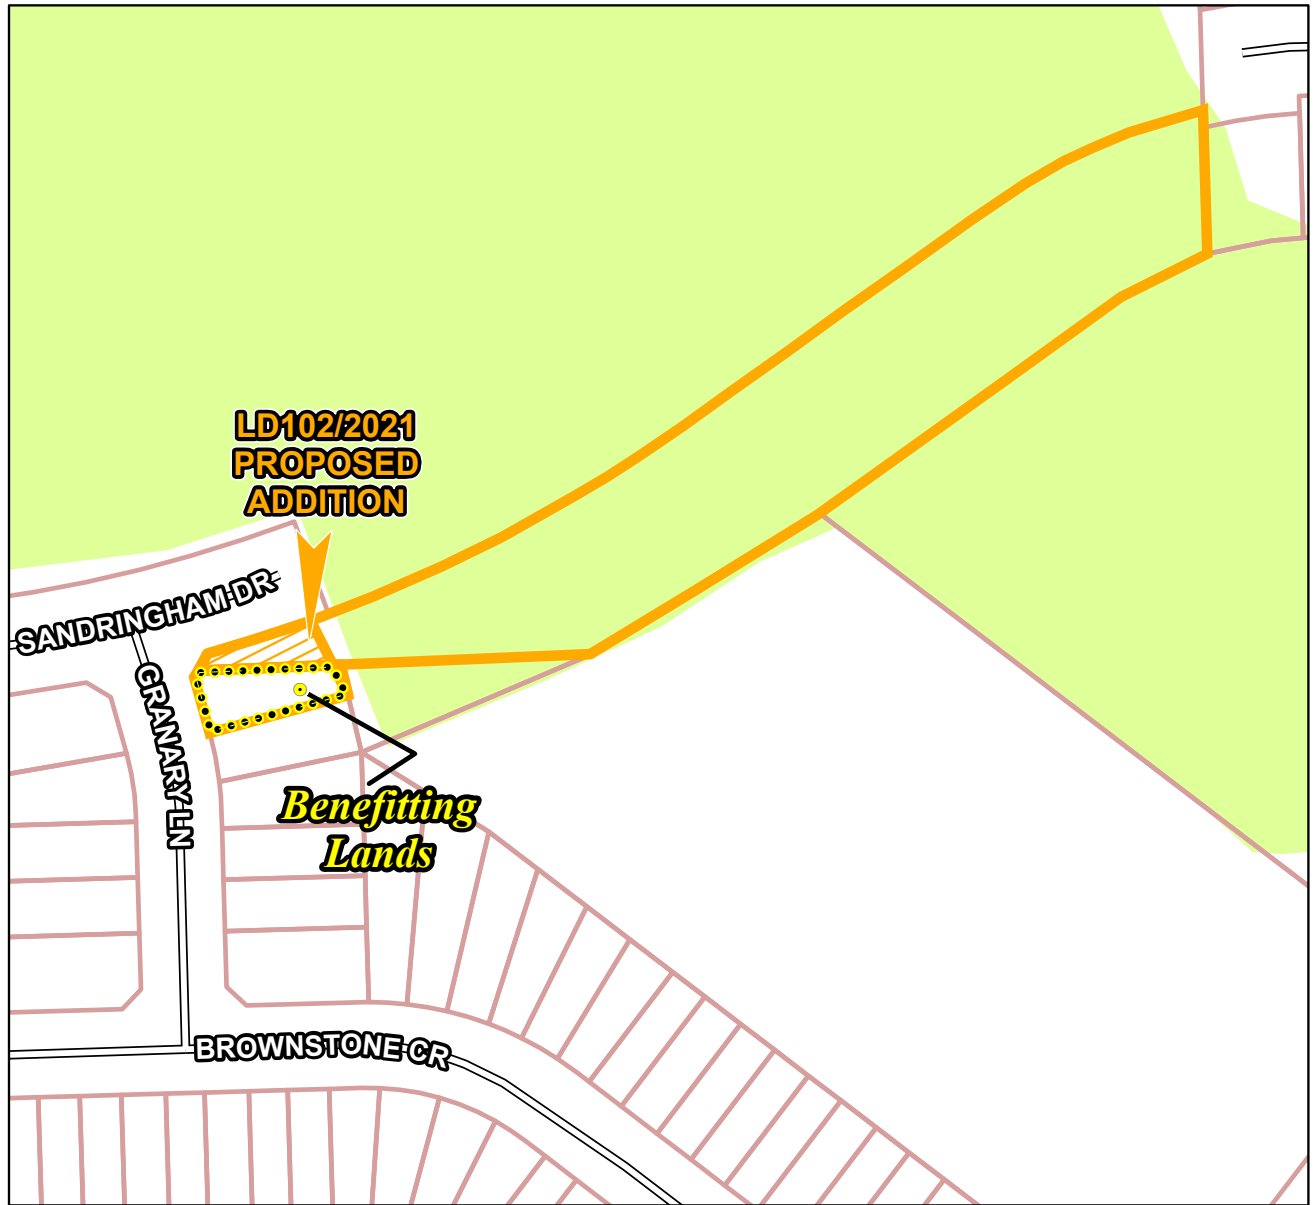 LD102/2021
PROPOSED
ADDITION
SANDRINGHAM DR
GRANARY LN
Benefitting
Lands
BROWNSTONE CR